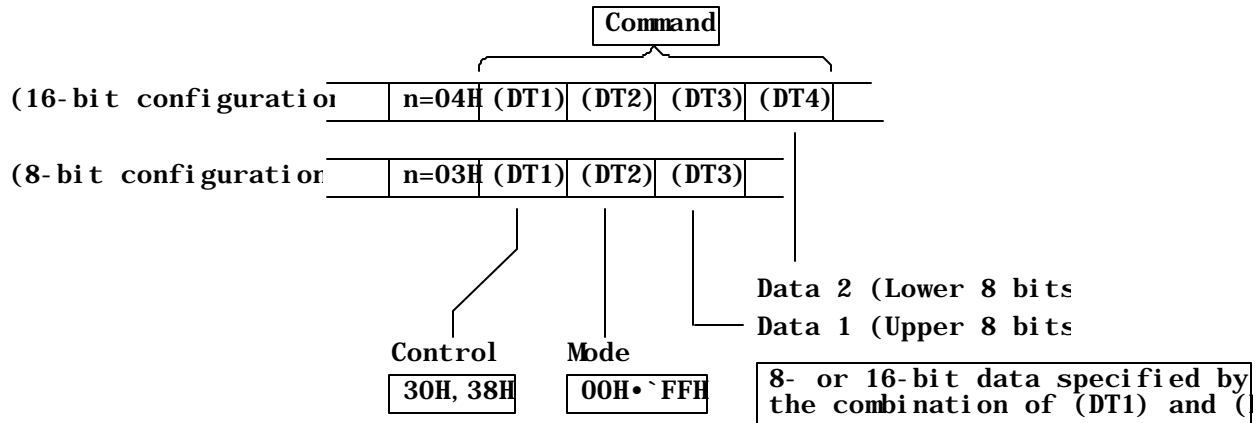 Command
(16-bit configuration n=04H (DT1) (DT2) (DT3) (DT4)
(8-bit configuration n=03H (DT1) (DT2) (DT3)
Data 2 (Lower 8 bits
Data 1 (Upper 8 bits
Control Mode
30H, 38H 00H•`FFH
8- or 16-bit data specified by
the combination of (DT1) and (